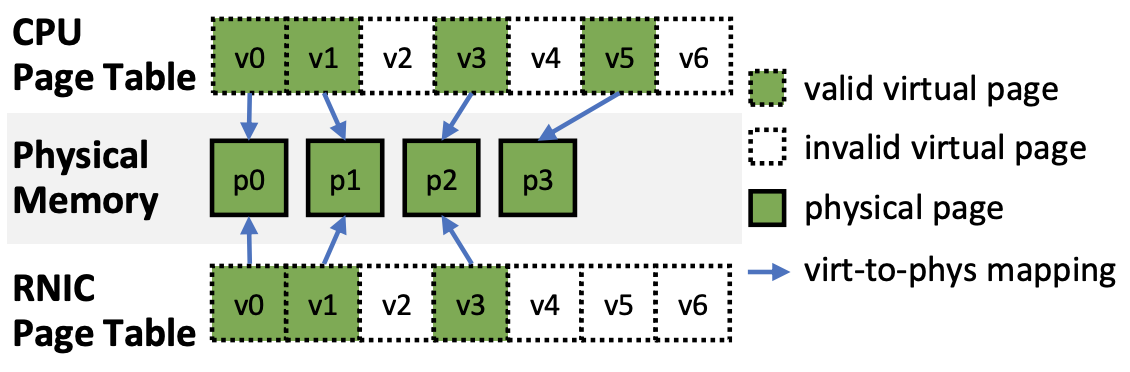 CPU
Page Table
v0 v1 v2 v3 v4 v5 v6
Physical
Memory
p0 p1 p2 p3
RNIC
Page Table
v0 v1 v2 v3 v4 v5 v6
valid virtual page
invalid virtual page
physical page
virt-to-phys mapping